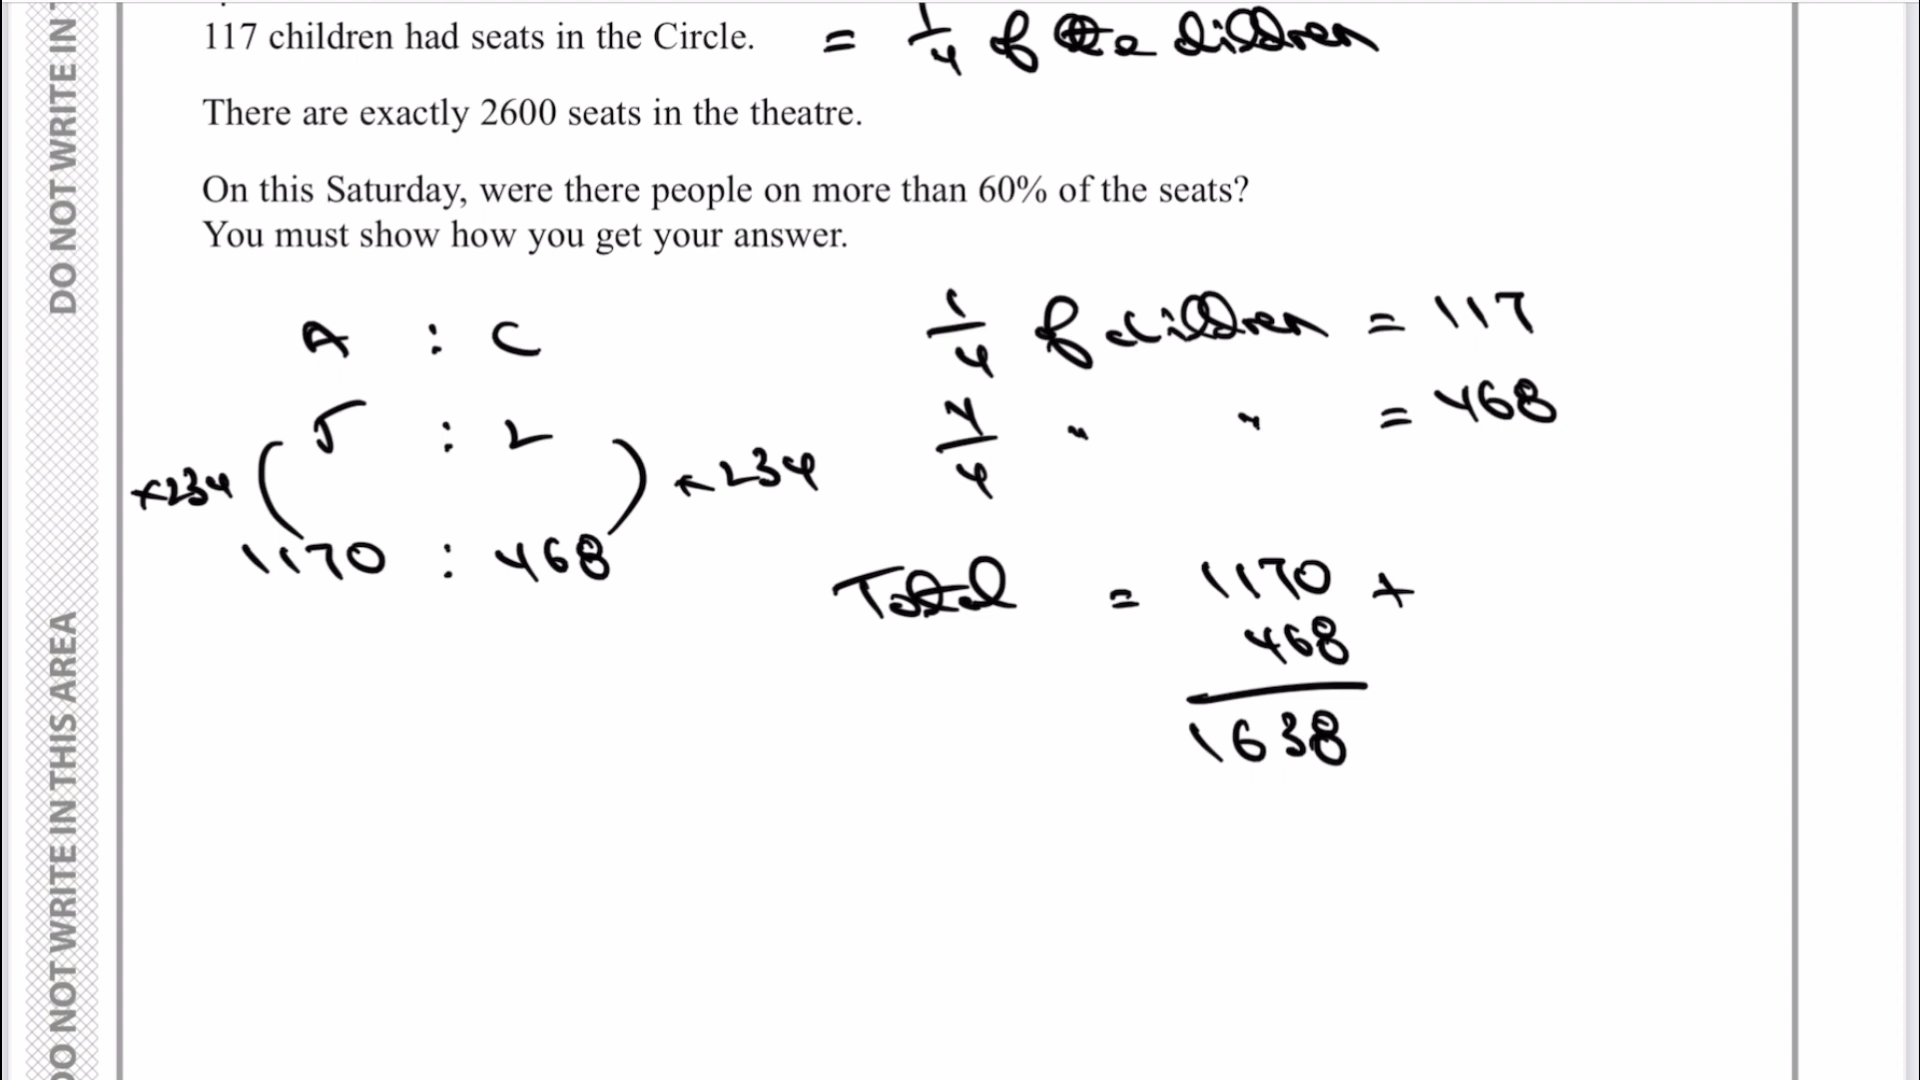 117 children had seats in the Circle. = 1/4 of the children
There are exactly 2600 seats in the theatre.
On this Saturday, were there people on more than 60% of the seats?
You must show how you get your answer.
A : C
5 : 2
×234 ×234
1170 : 468
1/4 of children = 117
4/4 " " = 468
Total = 1170 +
468
1638
DO NOT WRITE IN
DO NOT WRITE IN THIS AREA